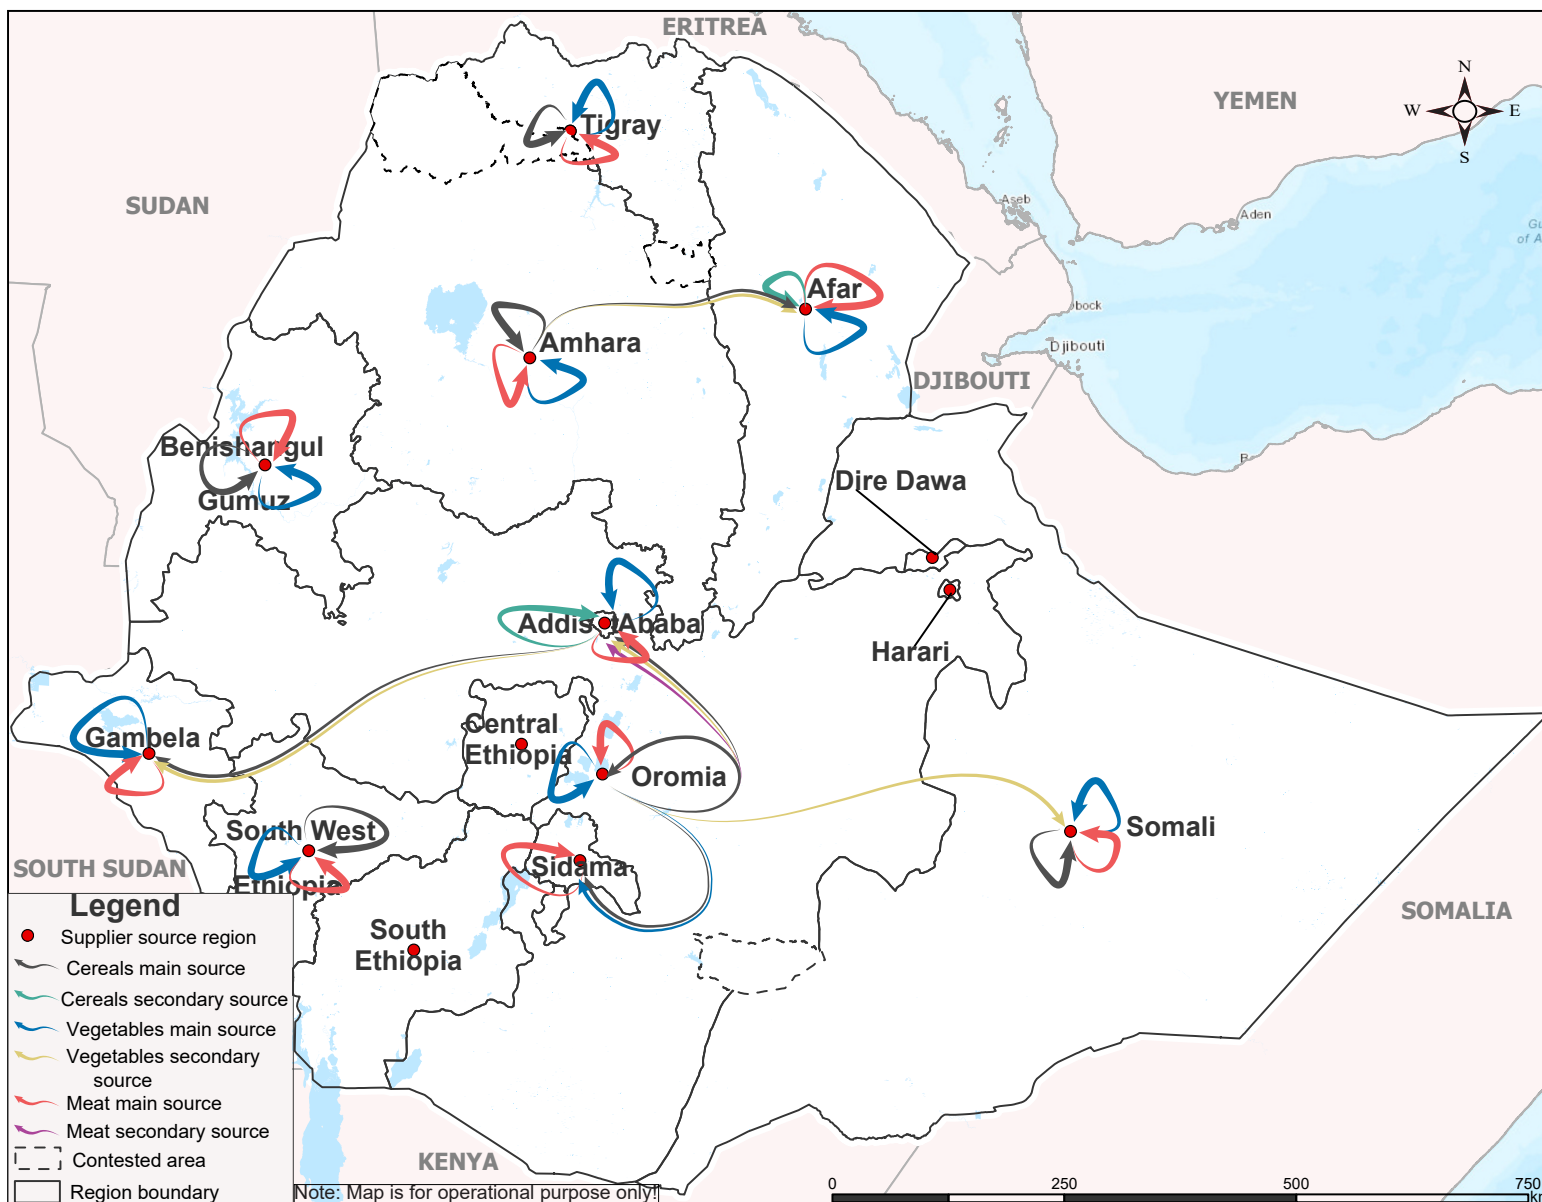 ERITREA
YEMEN
N
W
E
S
Tigray
SUDAN
Aseb
Aden
of A
Afar
bock
Amhara
Djibouti
DJIBOUTI
Benishangul
Gumuz
Dire Dawa
Addis Ababa
Harari
Central
Ethiopia
Gambela
Oromia
South West
Ethiopia
Somali
Sidama
SOUTH SUDAN
SOMALIA
South
Ethiopia
Legend
Supplier source region
Cereals main source
Cereals secondary source
Vegetables main source
Vegetables secondary
source
Meat main source
Meat secondary source
Contested area
Region boundary
KENYA
Note: Map is for operational purpose only!
0
250
500
750